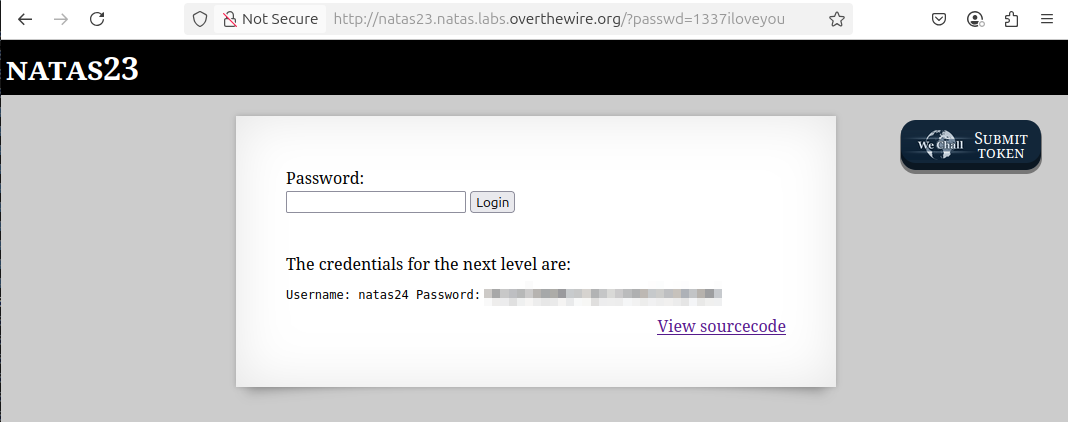 Not Secure http://natas23.natas.labs.overthewire.org/?passwd=1337iloveyou
NATAS23
We Chall SUBMIT TOKEN
Password:
Login
The credentials for the next level are:
Username: natas24 Password:
View sourcecode